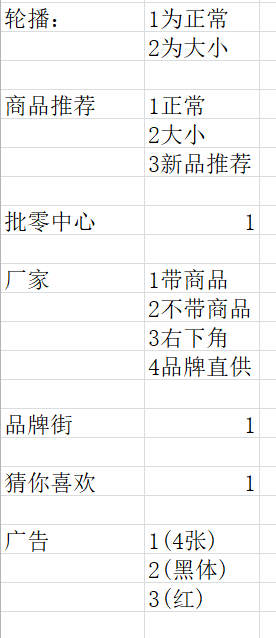 轮播: 1为正常
2为大小
商品推荐 1正常
2大小
3新品推荐
批零中心 1
厂家 1带商品
2不带商品
3右下角
4品牌直供
品牌街 1
猜你喜欢 1
广告 1(4张)
2(黑体)
3(红)